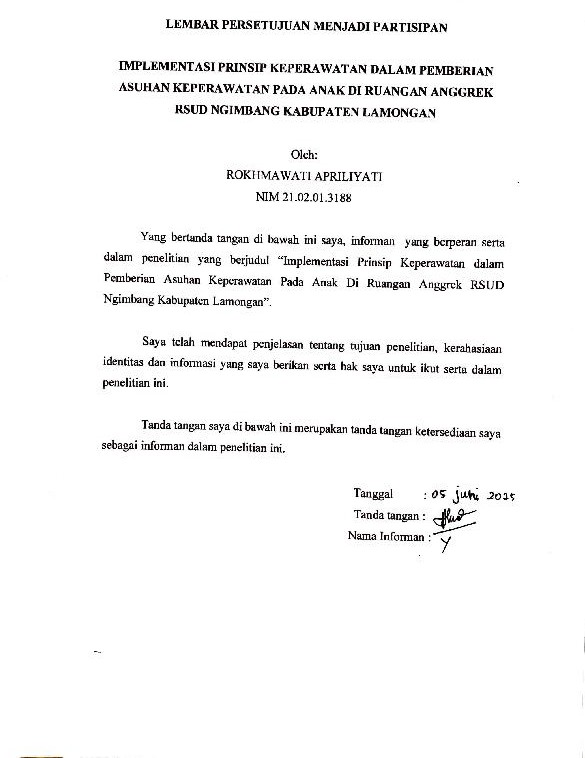 LEMBAR PERSETUJUAN MENJADI PARTISIPAN
IMPLEMENTASI PRINSIP KEPERAWATAN DALAM PEMBERIAN
ASUHAN KEPERAWATAN PADA ANAK DI RUANGAN ANGGREK
RSUD NGIMBANG KABUPATEN LAMONGAN
Oleh:
ROKHMAWATI APRILIYATI
NIM 21.02.01.3188
Yang bertanda tangan di bawah ini saya, informan yang berperan serta
dalam penelitian yang berjudul “Implementasi Prinsip Keperawatan dalam
Pemberian Asuhan Keperawatan Pada Anak Di Ruangan Anggrek RSUD
Ngimbang Kabupaten Lamongan”.
Saya telah mendapat penjelasan tentang tujuan penelitian, kerahasiaan
identitas dan informasi yang saya berikan serta hak saya untuk ikut serta dalam
penelitian ini.
Tanda tangan saya di bawah ini merupakan tanda tangan ketersediaan saya
sebagai informan dalam penelitian ini.
Tanggal : 05 juni 2025
Tanda tangan :
Nama Informan : Y